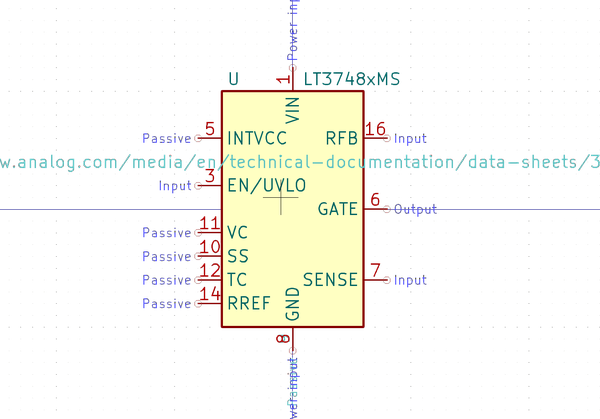 Power in
1
U
LT3748xMS
VIN
Passive 5 INTVCC
RFB 16 Input
w.analog.com/media/en/technical-documentation/data-sheets/3
Input 3 EN/UVLO
GATE 6 Output
Passive 11 VC
Passive 10 SS
Passive 12 TC
SENSE 7 Input
Passive 14 RREF
GND
8
wer input